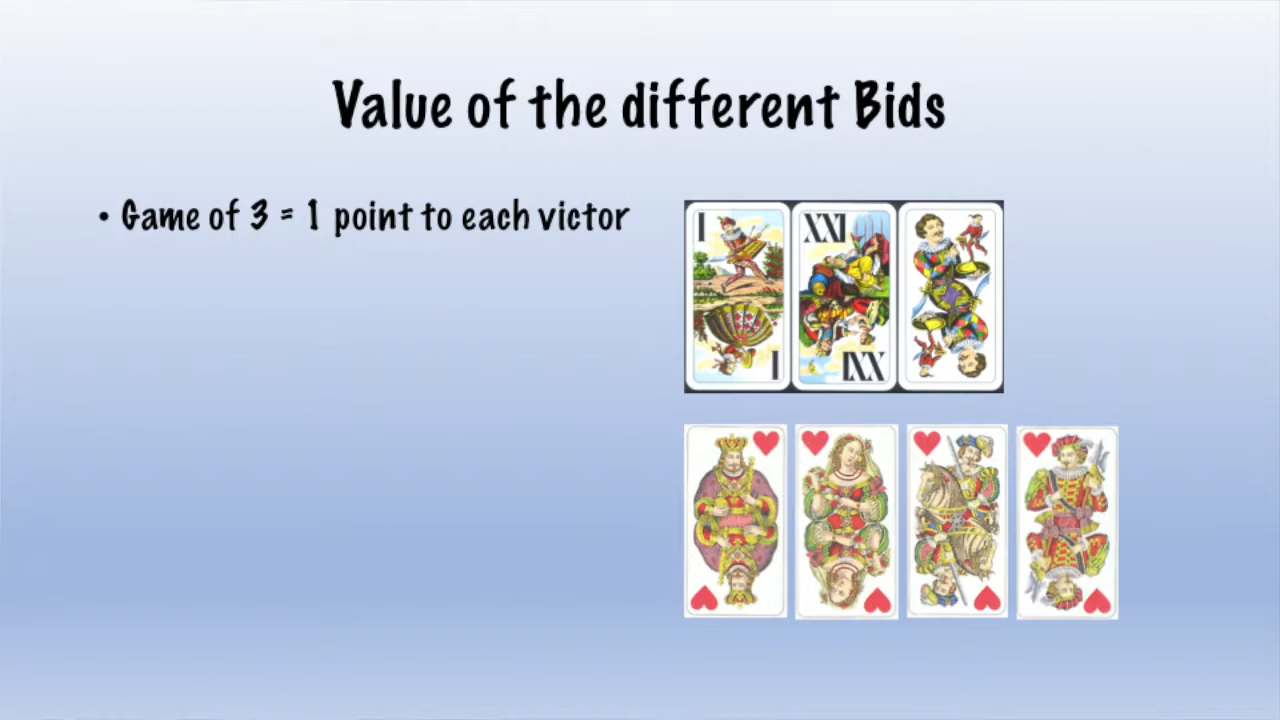 Value of the different Bids
• Game of 3 = 1 point to each victor
I XXI
I XXI